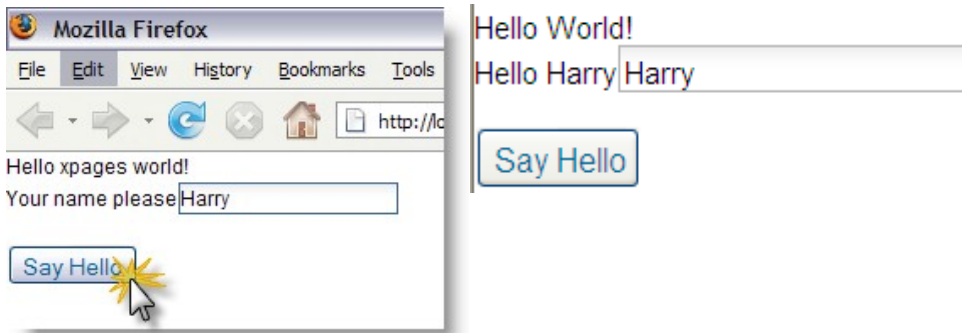 Mozilla Firefox
File Edit View History Bookmarks Tools
http://lo
Hello xpages world!
Your name please Harry
Say Hello
Hello World!
Hello Harry Harry
Say Hello